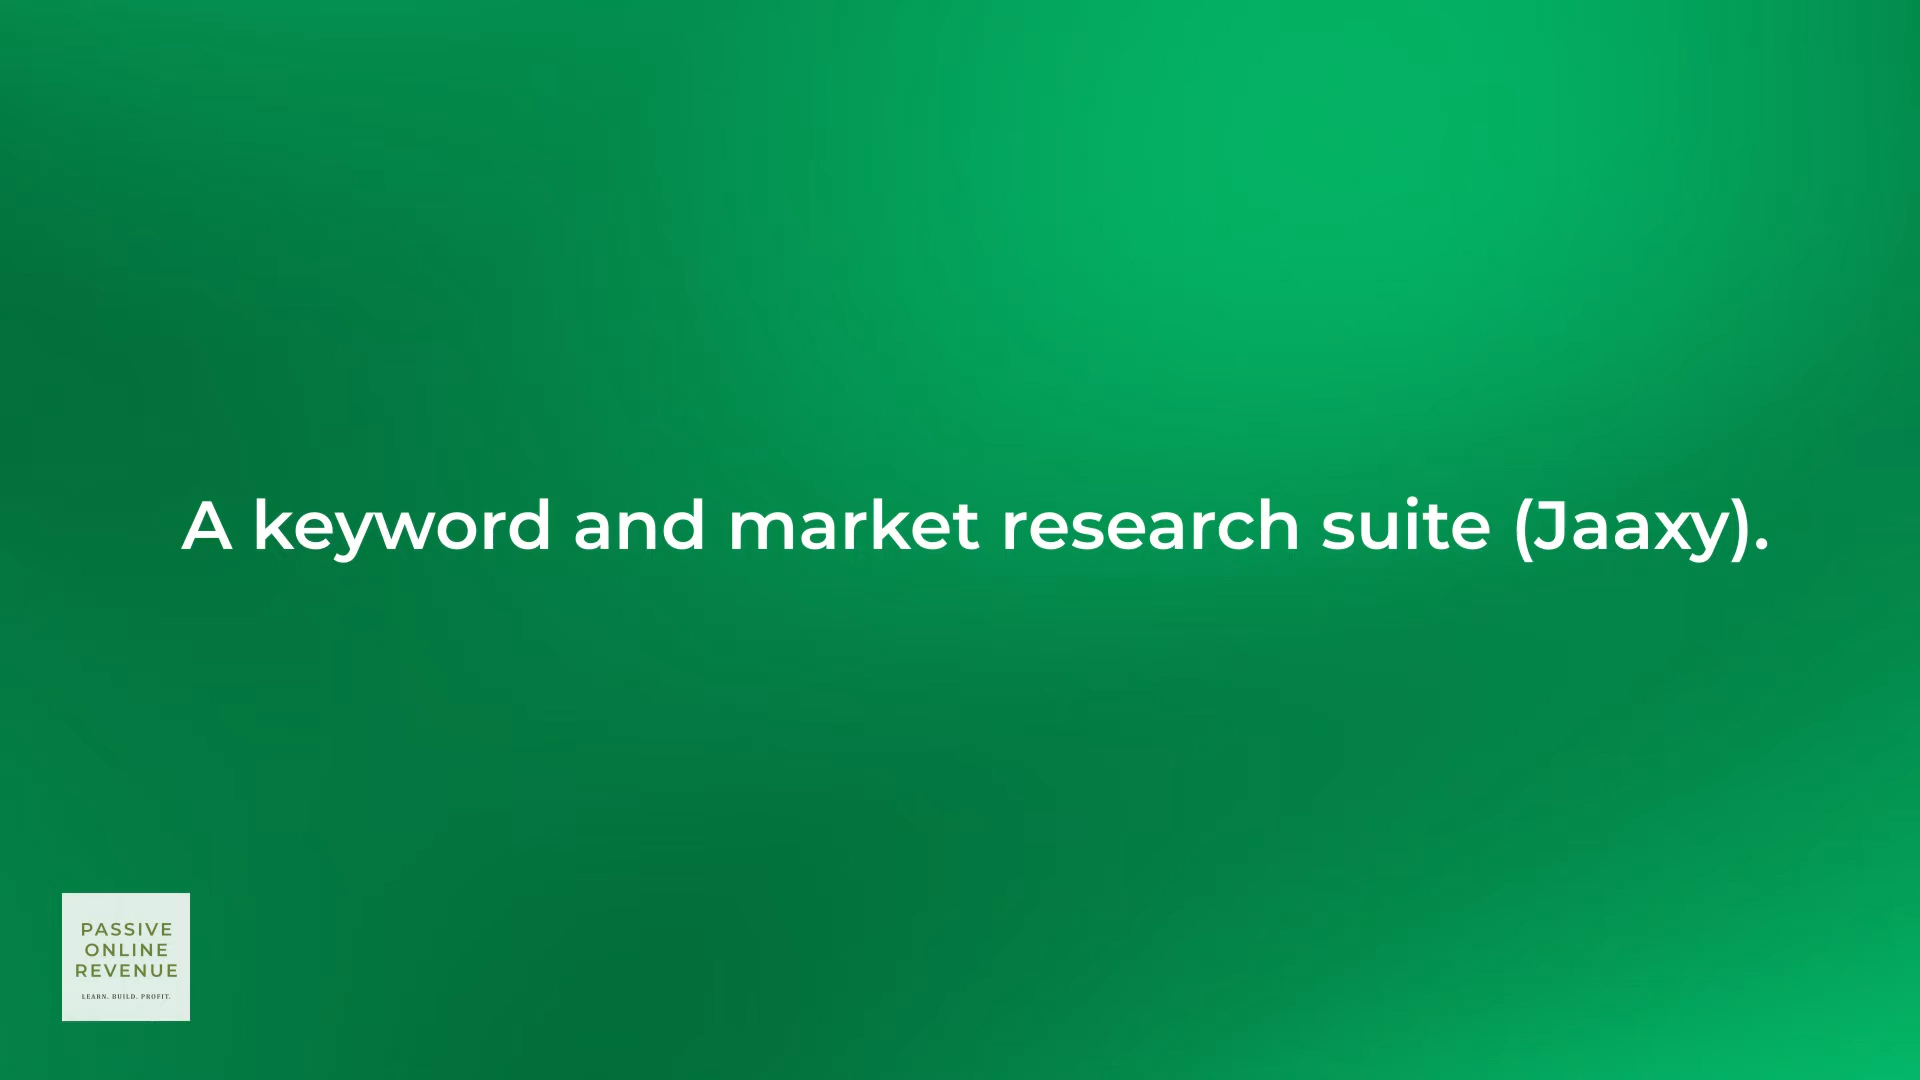 A keyword and market research suite (Jaaxy).
PASSIVE
ONLINE
REVENUE
LEARN. BUILD. PROFIT.